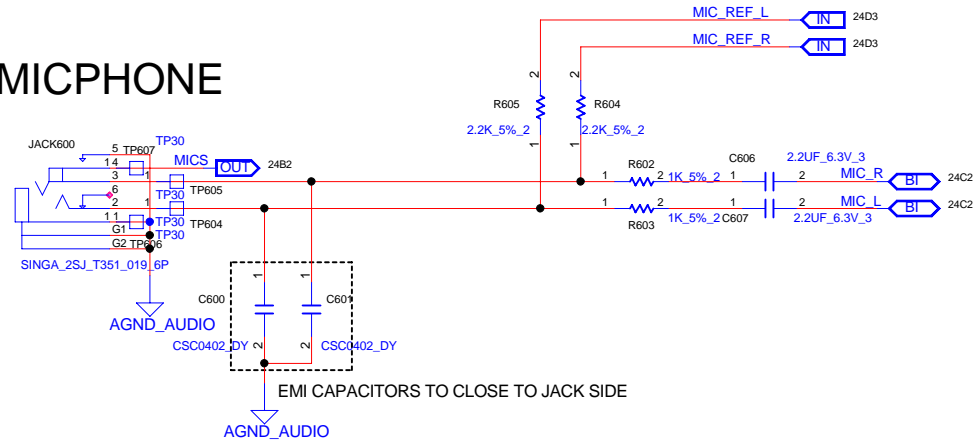 MICPHONE
MIC_REF_L IN 24D3
MIC_REF_R IN 24D3
2 2
R605 R604
2.2K_5%_2 2.2K_5%_2
1 1
JACK600
5 TP30
1 4 TP607 MICS OUT 24B2
3 1 TP605
6 TP30
2 1 TP604
1 1 TP30
G1 TP30
G2 TP606
SINGA_2SJ_T351_019_6P
AGND_AUDIO
R602 C606 2.2UF_6.3V_3
1 2 1K_5%_2 1 2 MIC_R BI 24C2
1 2 1 2 MIC_L BI 24C2
R603 1K_5%_2 C607 2.2UF_6.3V_3
1 1
C600 C601
CSC0402_DY 2 2 CSC0402_DY
EMI CAPACITORS TO CLOSE TO JACK SIDE
AGND_AUDIO